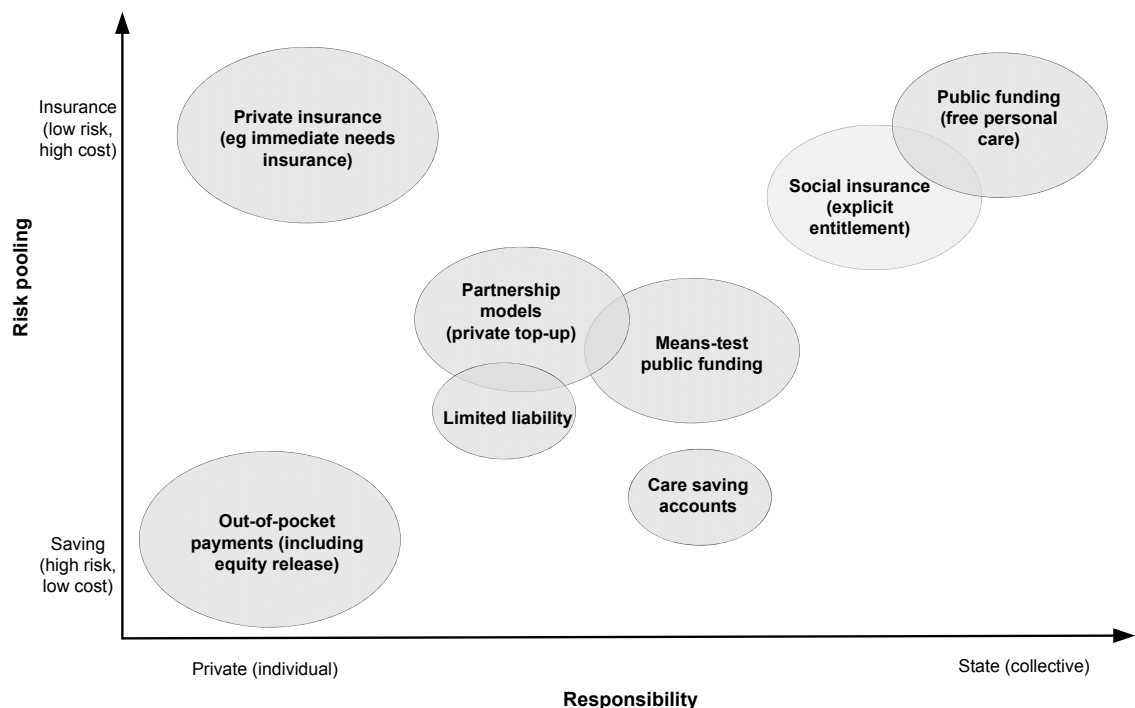 Insurance
(low risk,
high cost)
Risk pooling
Saving
(high risk,
low cost)
Private insurance
(eg immediate needs
insurance)
Public funding
(free personal
care)
Social insurance
(explicit
entitlement)
Partnership
models
(private top-up)
Means-test
public funding
Limited liability
Care saving
accounts
Out-of-pocket
payments (including
equity release)
Private (individual)
State (collective)
Responsibility